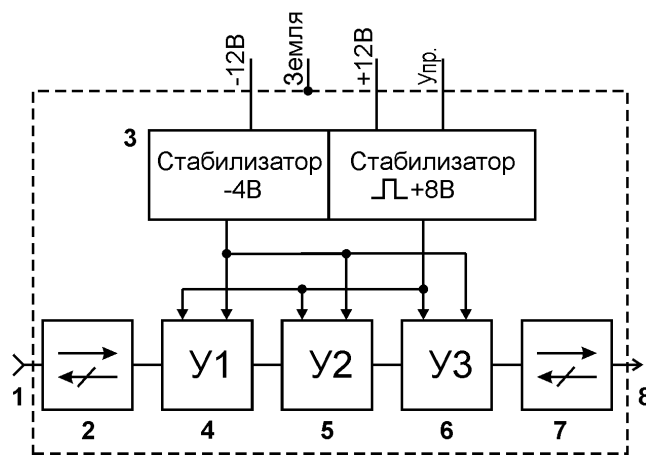 -12В
Земля
+12В
Упр.
3
Стабилизатор
-4В
Стабилизатор
+8В
У1
У2
У3
1
2
4
5
6
7
8